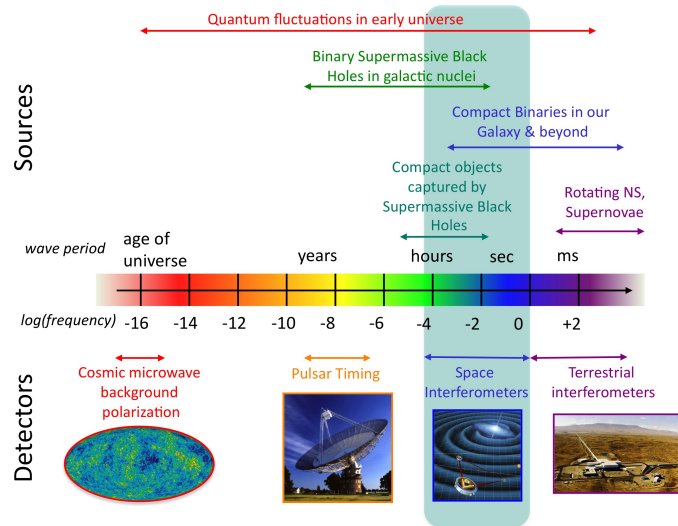 Quantum fluctuations in early universe
Binary Supermassive Black
Holes in galactic nuclei
Compact Binaries in our
Galaxy & beyond
Compact objects
captured by
Supermassive Black
Holes
Rotating NS,
Supernovae
Sources
wave period
age of
universe
years
hours
sec
ms
log(frequency)
-16
-14
-12
-10
-8
-6
-4
-2
0
+2
Detectors
Cosmic microwave
background
polarization
Pulsar Timing
Space
Interferometers
Terrestrial
interferometers